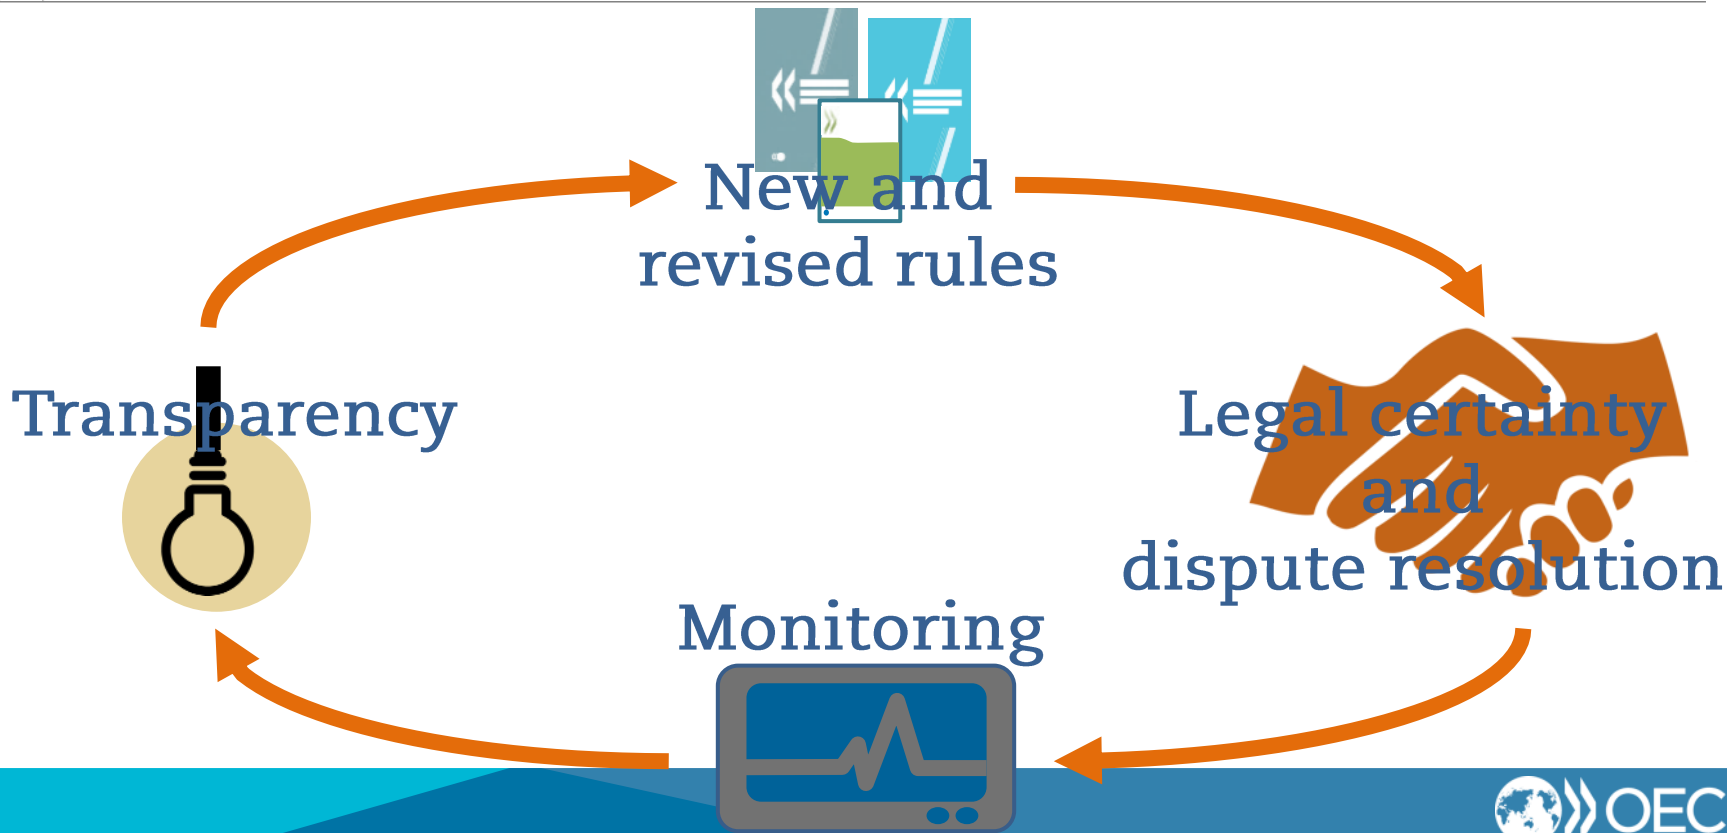 New and
revised rules
Transparency
Legal certainty
and
dispute resolution
Monitoring
OEC